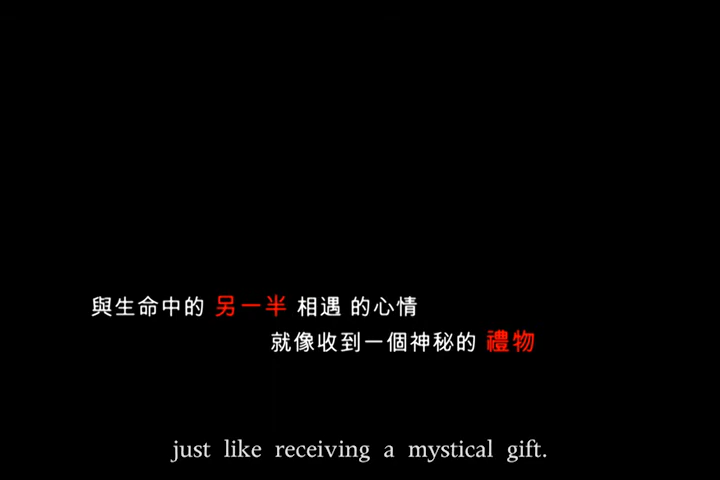 與生命中的 另一半 相遇 的心情
就像收到一個神秘的 禮物
just like receiving a mystical gift.